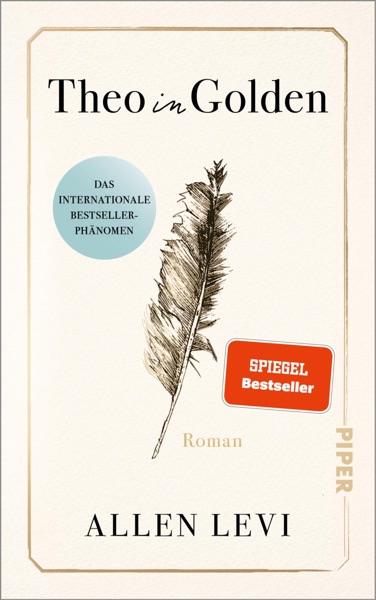 Theo in Golden
DAS
INTERNATIONALE
BESTSELLER-
PHÄNOMEN
SPIEGEL
Bestseller
Roman
PIPER
ALLEN LEVI